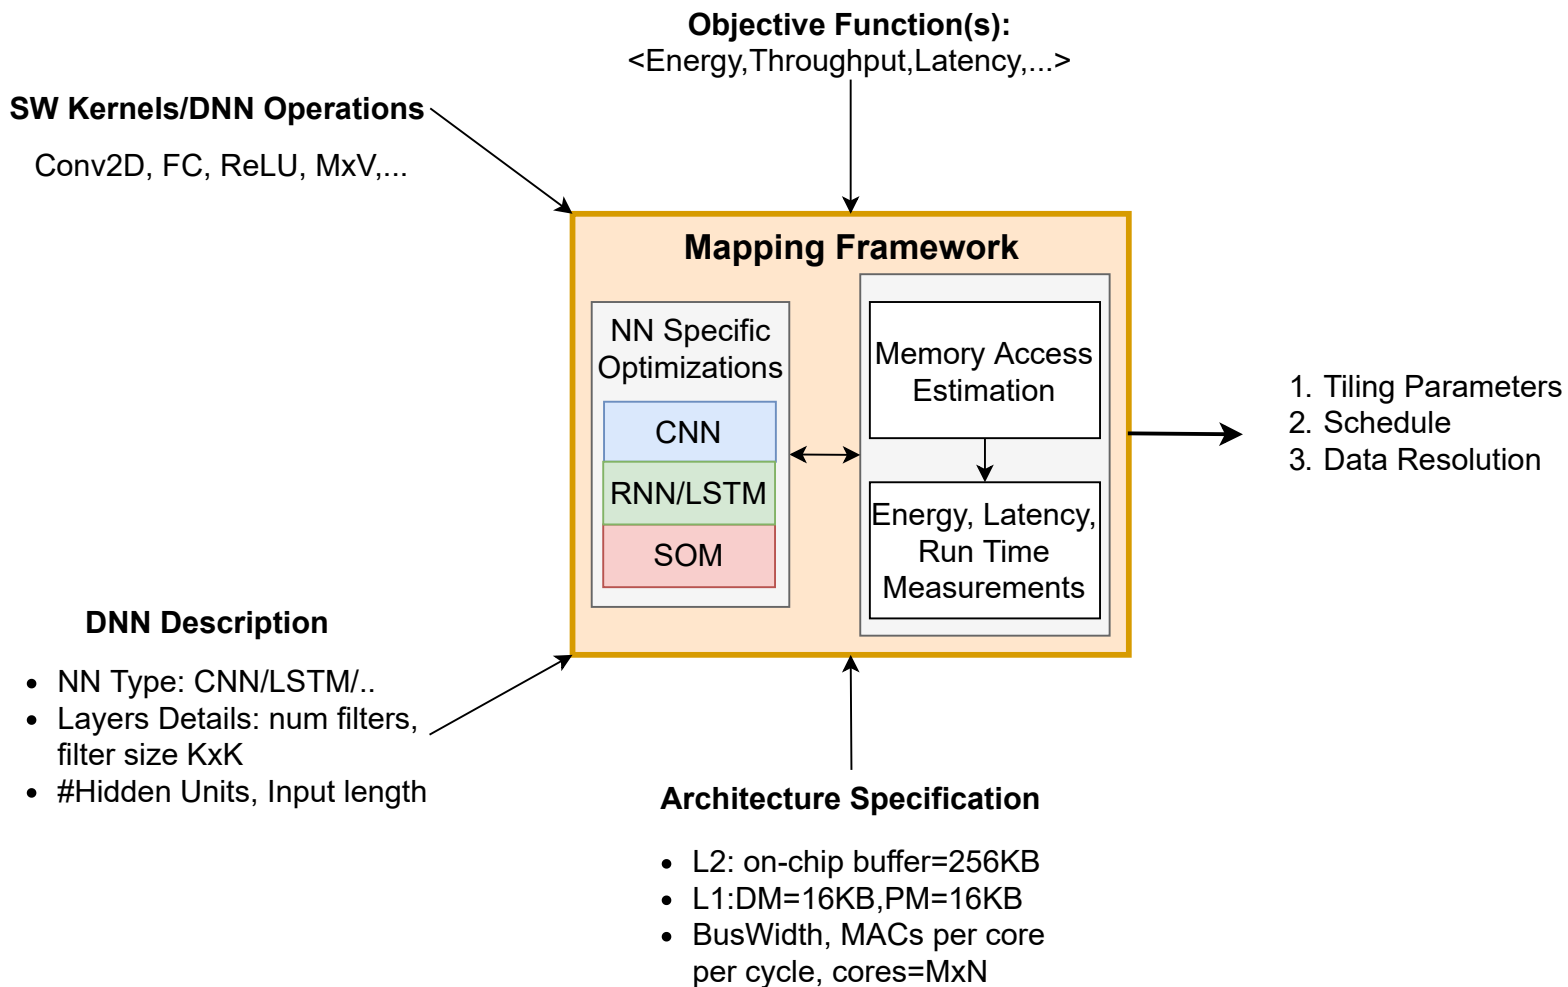 Objective Function(s):
<Energy,Throughput,Latency,...>
SW Kernels/DNN Operations
Conv2D, FC, ReLU, MxV,...
Mapping Framework
NN Specific
Optimizations
CNN
RNN/LSTM
SOM
Memory Access
Estimation
Energy, Latency,
Run Time
Measurements
1. Tiling Parameters
2. Schedule
3. Data Resolution
DNN Description
• NN Type: CNN/LSTM/..
• Layers Details: num filters,
filter size KxK
• #Hidden Units, Input length
Architecture Specification
• L2: on-chip buffer=256KB
• L1:DM=16KB,PM=16KB
• BusWidth, MACs per core
per cycle, cores=MxN